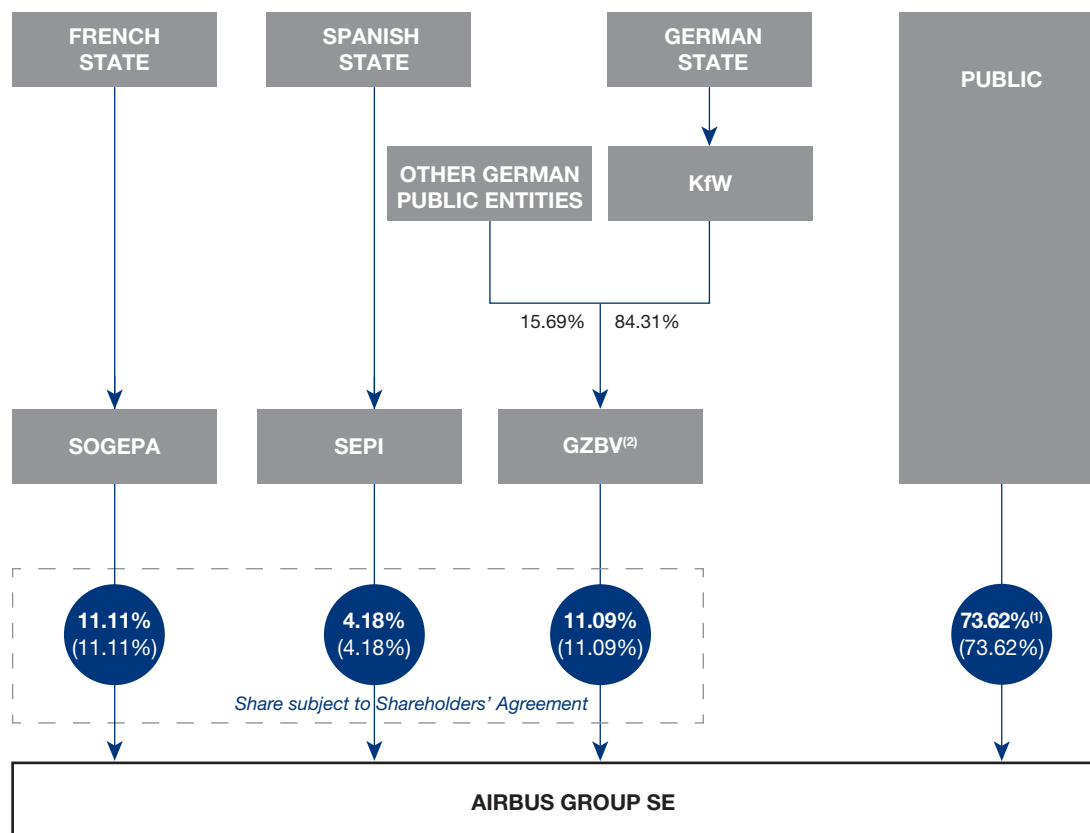 FRENCH
STATE
SPANISH
STATE
GERMAN
STATE
PUBLIC
OTHER GERMAN
PUBLIC ENTITIES
KfW
15.69%
84.31%
SOGEPA
SEPI
GZBV(2)
11.11%
(11.11%)
4.18%
(4.18%)
11.09%
(11.09%)
73.62%(1)
(73.62%)
Share subject to Shareholders’ Agreement
AIRBUS GROUP SE